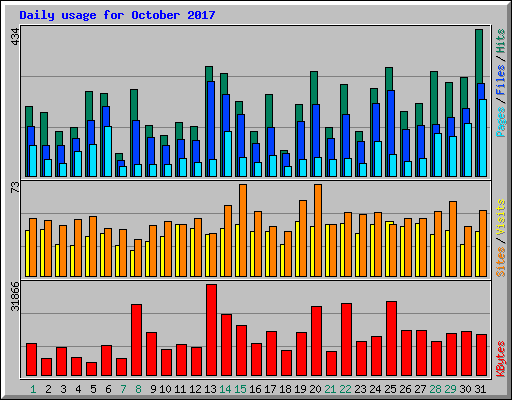 Daily usage for October 2017
434
Pages / Files / Hits
73
Sites / Visits
31866
KBytes
1 2 3 4 5 6 7 8 9 10 11 12 13 14 15 16 17 18 19 20 21 22 23 24 25 26 27 28 29 30 31